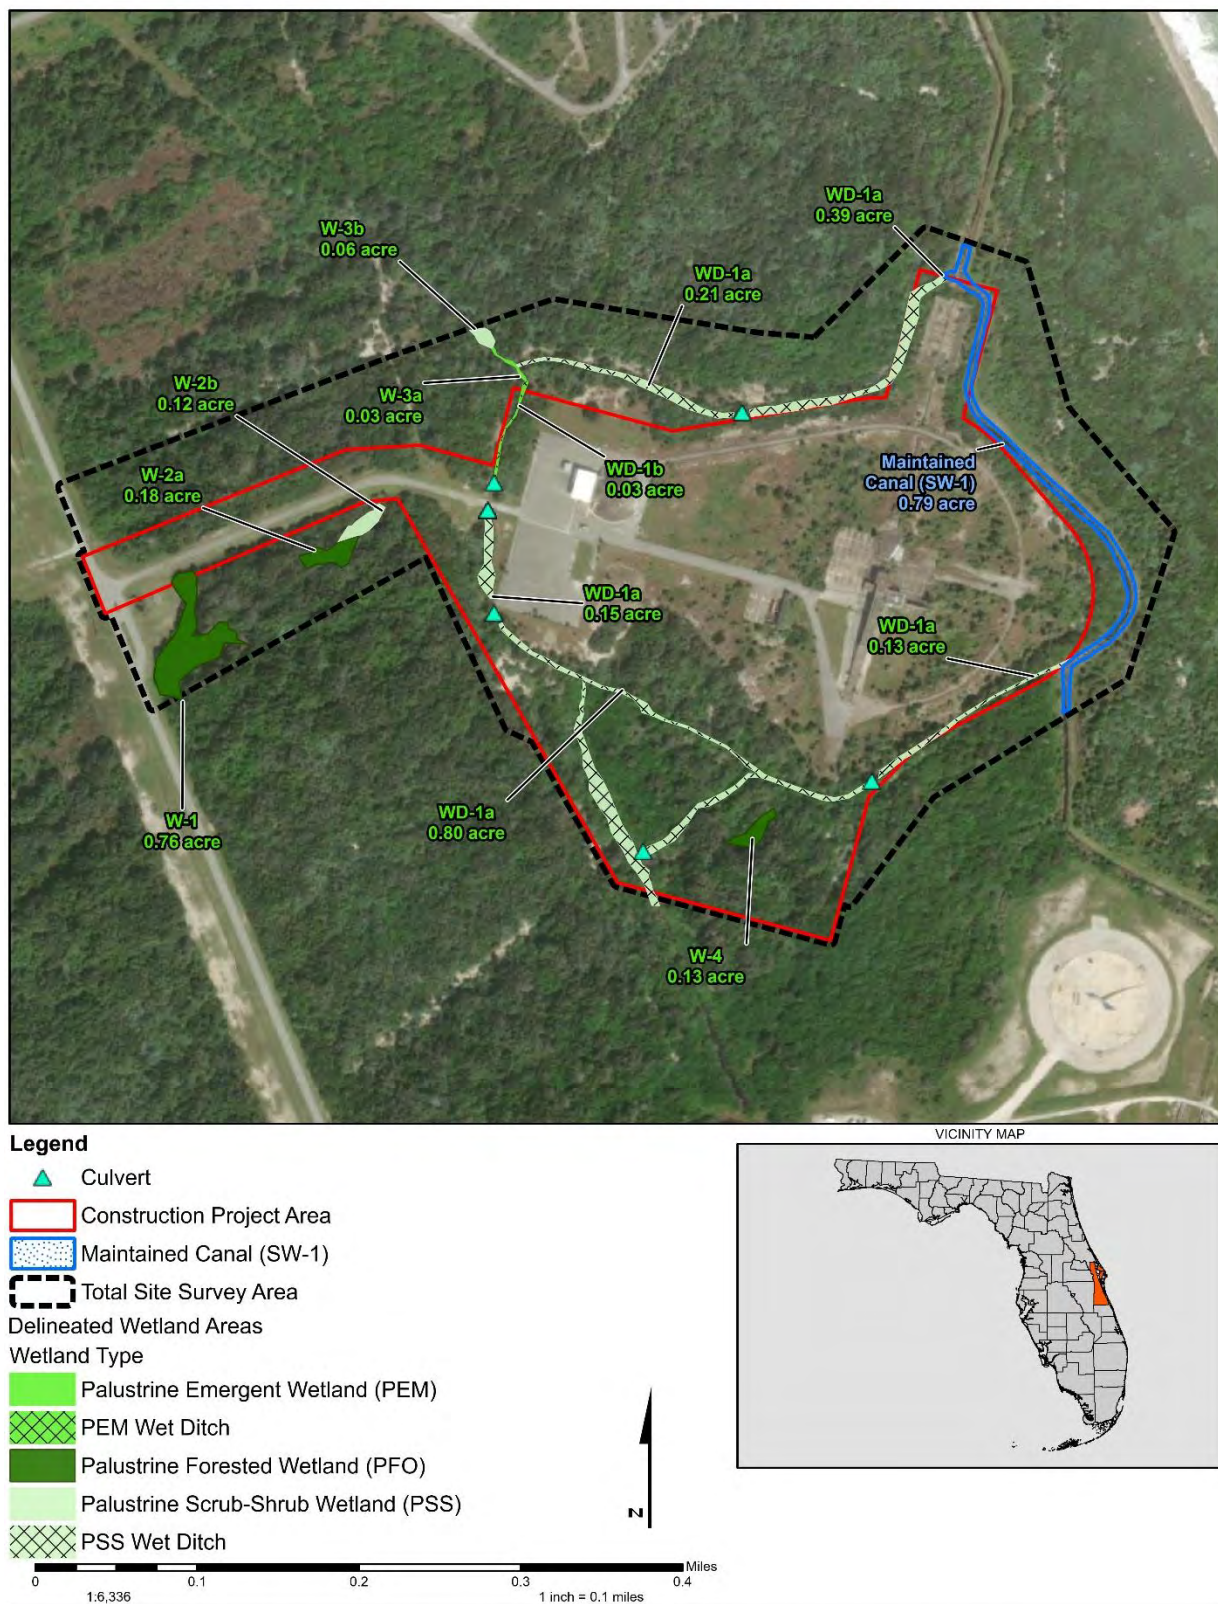 WD-1a
0.39 acre
W-3b
0.06 acre
WD-1a
0.21 acre
W-2b
0.12 acre
W-3a
0.03 acre
W-2a
0.18 acre
WD-1b
0.03 acre
Maintained
Canal (SW-1)
0.79 acre
WD-1a
0.15 acre
WD-1a
0.13 acre
WD-1a
0.80 acre
W-1
0.76 acre
W-4
0.13 acre
Legend
Culvert
Construction Project Area
Maintained Canal (SW-1)
Total Site Survey Area
Delineated Wetland Areas
Wetland Type
Palustrine Emergent Wetland (PEM)
PEM Wet Ditch
Palustrine Forested Wetland (PFO)
Palustrine Scrub-Shrub Wetland (PSS)
PSS Wet Ditch
VICINITY MAP
N
Miles
0 0.1 0.2 0.3 0.4
1:6,336 1 inch = 0.1 miles